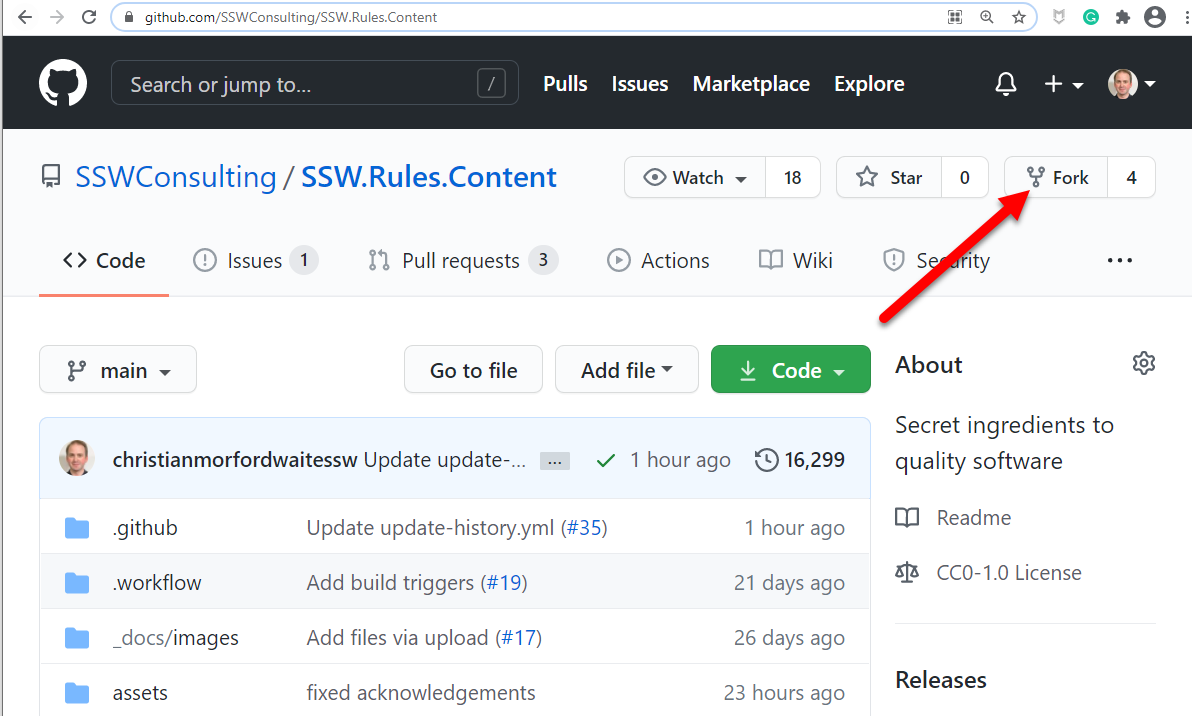 github.com/SSWConsulting/SSW.Rules.Content
Search or jump to... / Pulls Issues Marketplace Explore
SSWConsulting / SSW.Rules.Content Watch 18 Star 0 Fork 4
<> Code Issues 1 Pull requests 3 Actions Wiki Security ...
main Go to file Add file Code About
Secret ingredients to
quality software
christianmorfordwaitessw Update update-... ... 1 hour ago 16,299
Readme
.github Update update-history.yml (#35) 1 hour ago
CC0-1.0 License
.workflow Add build triggers (#19) 21 days ago
_docs/images Add files via upload (#17) 26 days ago
Releases
assets fixed acknowledgements 23 hours ago